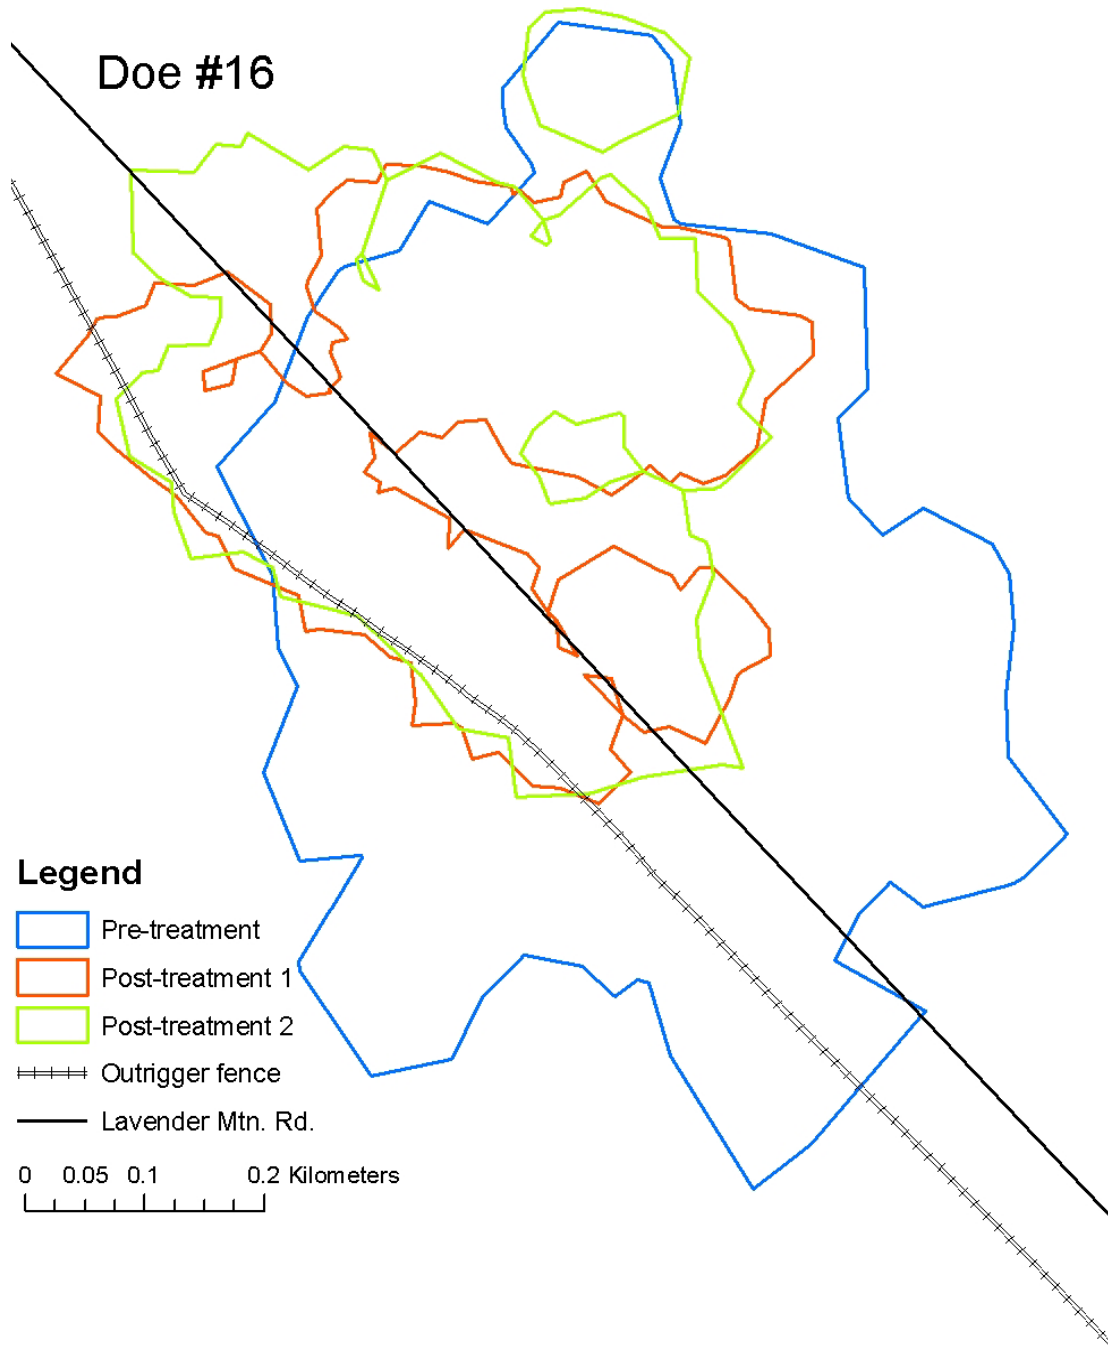 Doe #16
Legend
Pre-treatment
Post-treatment 1
Post-treatment 2
Outrigger fence
Lavender Mtn. Rd.
0 0.05 0.1 0.2 Kilometers